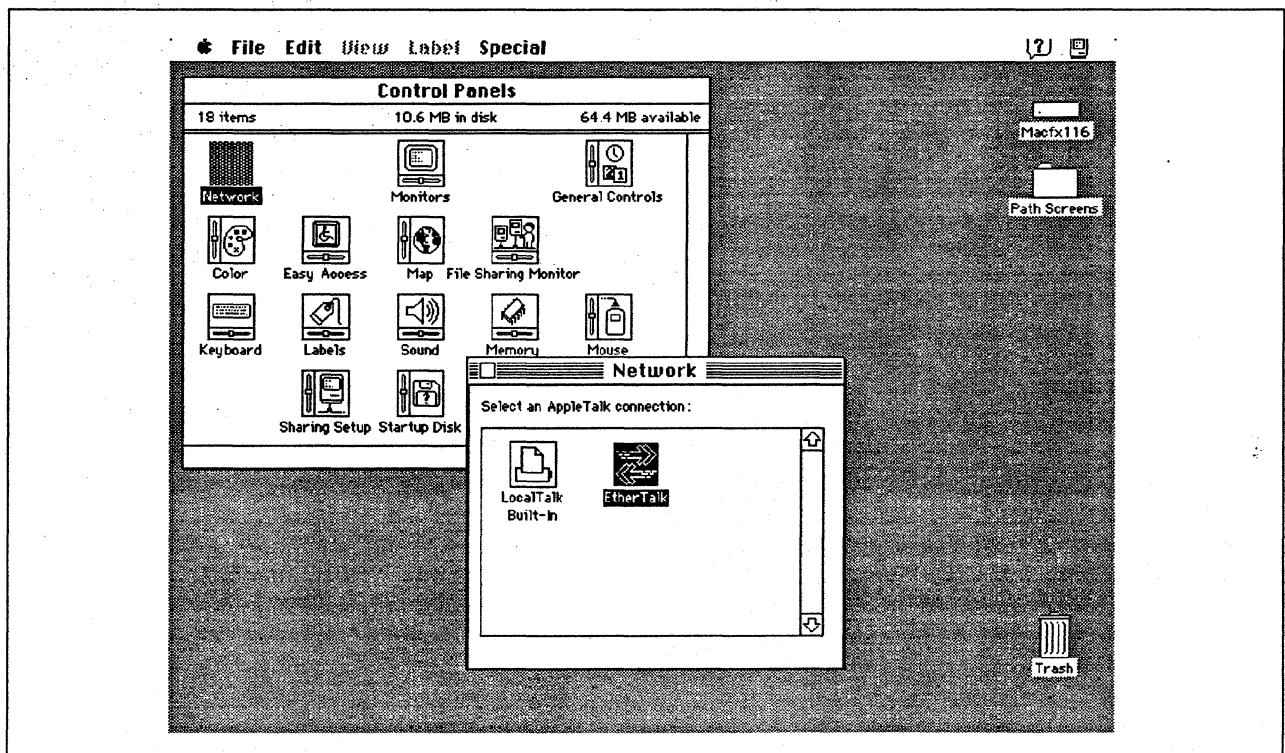 File Edit View Label Special
Control Panels
18 items 10.6 MB in disk 64.4 MB available
Network Monitors General Controls
Color Easy Access Map File Sharing Monitor
Keyboard Labels Sound Memory Mouse
Sharing Setup Startup Disk
Macfx116
Path Screens
Network
Select an AppleTalk connection:
LocalTalk
Built-In
EtherTalk
Trash